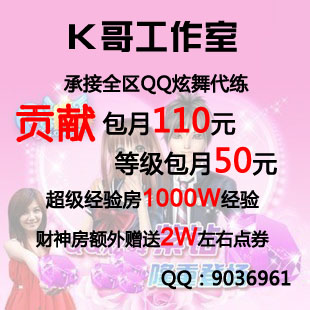 K哥工作室
承接全区QQ炫舞代练
贡献 包月110元
等级包月50元
超级经验房1000W经验
财神房额外赠送2W左右点券
QQ：9036961